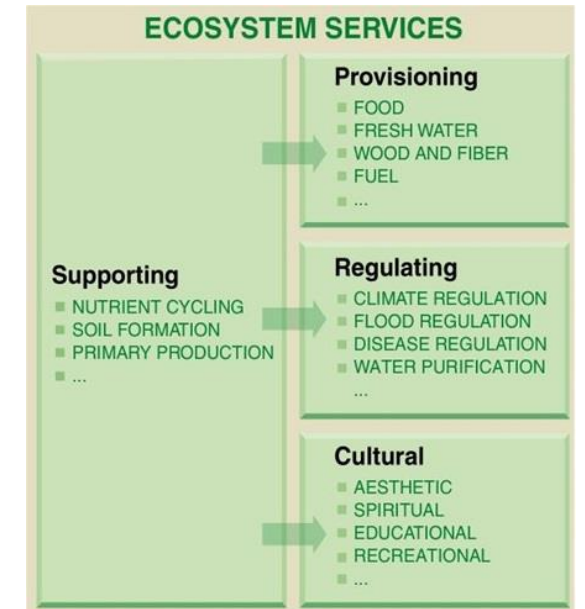 ECOSYSTEM SERVICES
Supporting
NUTRIENT CYCLING
SOIL FORMATION
PRIMARY PRODUCTION
...
Provisioning
FOOD
FRESH WATER
WOOD AND FIBER
FUEL
...
Regulating
CLIMATE REGULATION
FLOOD REGULATION
DISEASE REGULATION
WATER PURIFICATION
...
Cultural
AESTHETIC
SPIRITUAL
EDUCATIONAL
RECREATIONAL
...